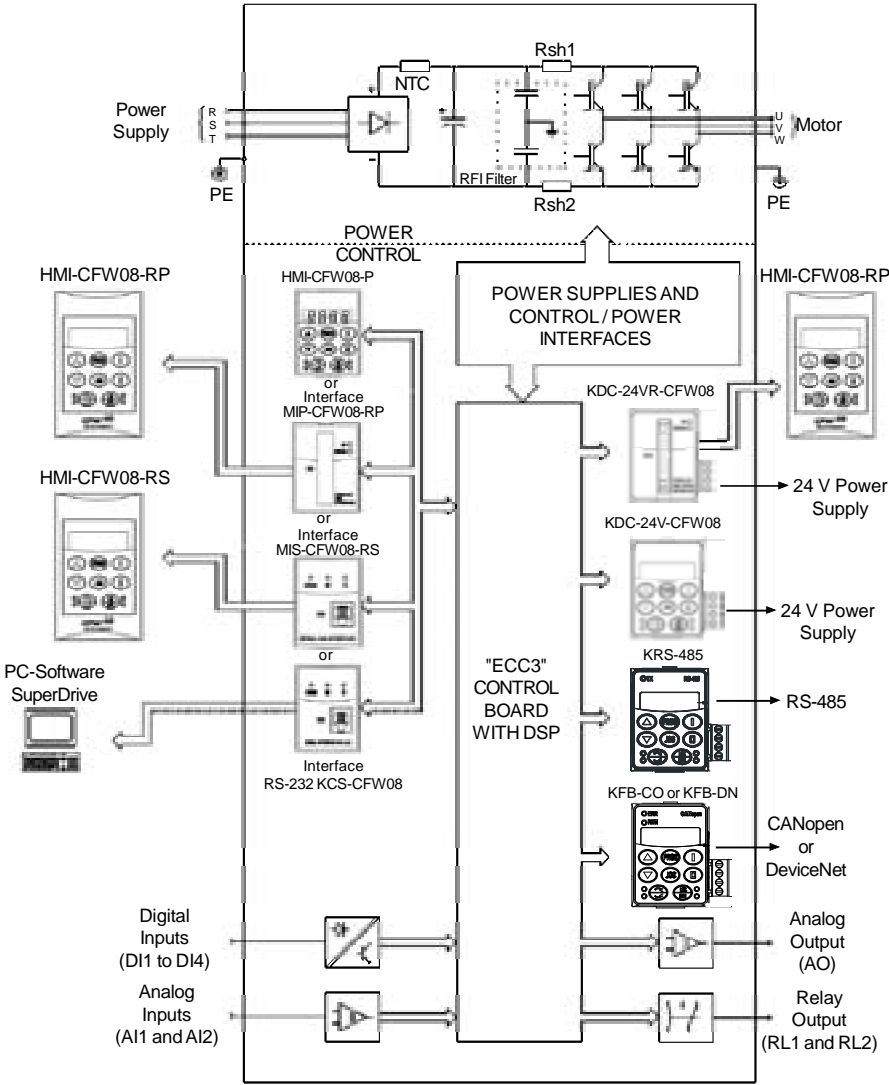 Rsh1
NTC
Power
Supply
R
S
T
U
V
W
Motor
PE
RFI Filter
PE
Rsh2
POWER
CONTROL
HMI-CFW08-RP
HMI-CFW08-P
POWER SUPPLIES AND
CONTROL / POWER
INTERFACES
HMI-CFW08-RP
or
Interface
MIP-CFW08-RP
KDC-24VR-CFW08
HMI-CFW08-RS
24 V Power
Supply
or
Interface
MIS-CFW08-RS
KDC-24V-CFW08
24 V Power
Supply
or
PC-Software
SuperDrive
"ECC3"
CONTROL
BOARD
WITH DSP
KRS-485
RS-485
Interface
RS-232 KCS-CFW08
KFB-CO or KFB-DN
CANopen
CANopen
or
DeviceNet
Digital
Inputs
(DI1 to DI4)
Analog
Output
(AO)
Analog
Inputs
(AI1 and AI2)
Relay
Output
(RL1 and RL2)